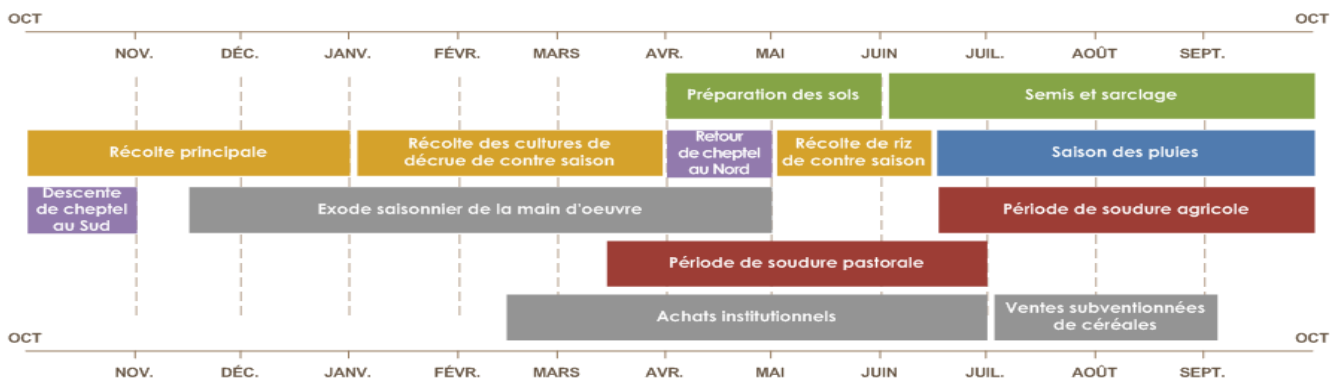 OCT OCT
NOV. DÉC. JANV. FÉVR. MARS AVR. MAI JUIN JUIL. AOÛT SEPT.
Préparation des sols
Semis et sarclage
Récolte principale
Récolte des cultures de
décrue de contre saison
Retour
de cheptel
au Nord
Récolte de riz
de contre saison
Saison des pluies
Descente
de cheptel
au Sud
Exode saisonnier de la main d'oeuvre
Période de soudure agricole
Période de soudure pastorale
Achats institutionnels
Ventes subventionnées
de céréales
OCT OCT
NOV. DÉC. JANV. FÉVR. MARS AVR. MAI JUIN JUIL. AOÛT SEPT.